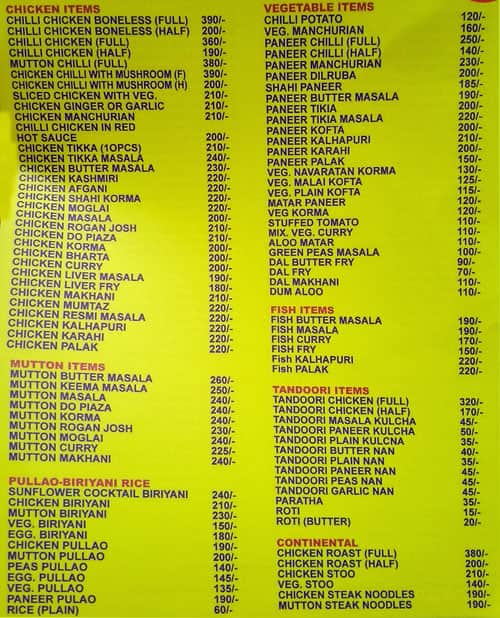 CHICKEN ITEMS
CHILLI CHICKEN BONELESS (FULL) 390/-
CHILLI CHICKEN BONELESS (HALF) 200/-
CHILLI CHICKEN (FULL) 360/-
CHILLI CHICKEN (HALF) 190/-
MUTTON CHILLI (FULL) 380/-
CHICKEN CHILLI WITH MUSHROOM (F) 390/-
CHICKEN CHILLI WITH MUSHROOM (H) 200/-
SLICED CHICKEN WITH VEG. 210/-
CHICKEN GINGER OR GARLIC 210/-
CHICKEN MANCHURIAN 210/-
CHILLI CHICKEN IN RED
HOT SAUCE 200/-
CHICKEN TIKKA (10PCS) 210/-
CHICKEN TIKKA MASALA 240/-
CHICKEN BUTTER MASALA 230/-
CHICKEN KASHMIRI 220/-
CHICKEN AFGANI 220/-
CHICKEN SHAHI KORMA 220/-
CHICKEN MOGLAI 220/-
CHICKEN MASALA 200/-
CHICKEN ROGAN JOSH 210/-
CHICKEN DO PIAZA 210/-
CHICKEN KORMA 200/-
CHICKEN BHARTA 200/-
CHICKEN CURRY 200/-
CHICKEN LIVER MASALA 190/-
CHICKEN LIVER FRY 180/-
CHICKEN MAKHANI 210/-
CHICKEN MUMTAZ 220/-
CHICKEN RESMI MASALA 220/-
CHICKEN KALHAPURI 220/-
CHICKEN KARAHI 220/-
CHICKEN PALAK 220/-
MUTTON ITEMS
MUTTON BUTTER MASALA 260/-
MUTTON KEEMA MASALA 250/-
MUTTON MASALA 240/-
MUTTON DO PIAZA 240/-
MUTTON KORMA 240/-
MUTTON ROGAN JOSH 230/-
MUTTON MOGLAI 240/-
MUTTON CURRY 225/-
MUTTON MAKHANI 240/-
PULLAO-BIRIYANI RICE
SUNFLOWER COCKTAIL BIRIYANI 240/-
CHICKEN BIRIYANI 210/-
MUTTON BIRIYANI 230/-
VEG. BIRIYANI 150/-
EGG. BIRIYANI 180/-
CHICKEN PULLAO 190/-
MUTTON PULLAO 200/-
PEAS PULLAO 140/-
EGG. PULLAO 145/-
VEG. PULLAO 135/-
PANEER PULAO 190/-
RICE (PLAIN) 60/-
VEGETABLE ITEMS
CHILLI POTATO 120/-
VEG. MANCHURIAN 160/-
PANEER CHILLI (FULL) 250/-
PANEER CHILLI (HALF) 140/-
PANEER MANCHURIAN 230/-
PANEER DILRUBA 200/-
SHAHI PANEER 185/-
PANEER BUTTER MASALA 190/-
PANEER TIKIA 200/-
PANEER TIKIA MASALA 220/-
PANEER KOFTA 200/-
PANEER KALHAPURI 210/-
PANEER KARAHI 200/-
PANEER PALAK 150/-
VEG. NAVARATAN KORMA 130/-
VEG. MALAI KOFTA 125/-
VEG. PLAIN KOFTA 115/-
MATAR PANEER 120/-
VEG KORMA 120/-
STUFFED TOMATO 110/-
MIX. VEG. CURRY 110/-
ALOO MATAR 110/-
GREEN PEAS MASALA 100/-
DAL BUTTER FRY 90/-
DAL FRY 70/-
DAL MAKHANI 110/-
DUM ALOO 110/-
FISH ITEMS
FISH BUTTER MASALA 190/-
FISH MASALA 190/-
FISH CURRY 170/-
FISH FRY 150/-
Fish KALHAPURI 220/-
Fish PALAK 220/-
TANDOORI ITEMS
TANDOORI CHICKEN (FULL) 320/-
TANDOORI CHICKEN (HALF) 170/-
TANDOORI MASALA KULCHA 45/-
TANDOORI PANEER KULCHA 50/-
TANDOORI PLAIN KULCNA 35/-
TANDOORI BUTTER NAN 40/-
TANDOORI PLAIN NAN 35/-
TANDOORI PANEER NAN 45/-
TANDOORI PEAS NAN 45/-
TANDOORI GARLIC NAN 45/-
PARATHA 35/-
ROTI 15/-
ROTI (BUTTER) 20/-
CONTINENTAL
CHICKEN ROAST (FULL) 380/-
CHICKEN ROAST (HALF) 200/-
CHICKEN STOO 210/-
VEG. STOO 140/-
CHICKEN STEAK NOODLES 190/-
MUTTON STEAK NOODLES 190/-